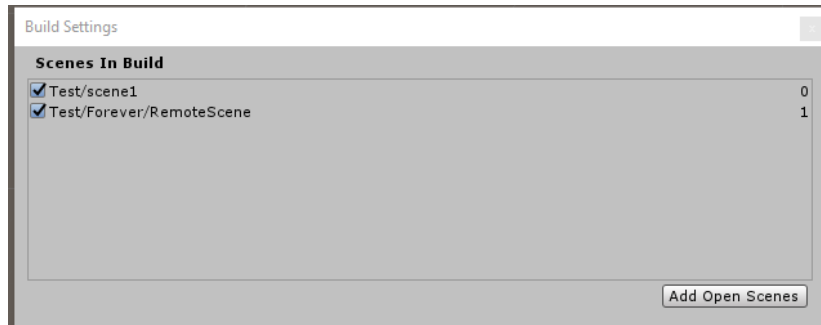 Build Settings
x
Scenes In Build
Test/scene1 0
Test/Forever/RemoteScene 1
Add Open Scenes